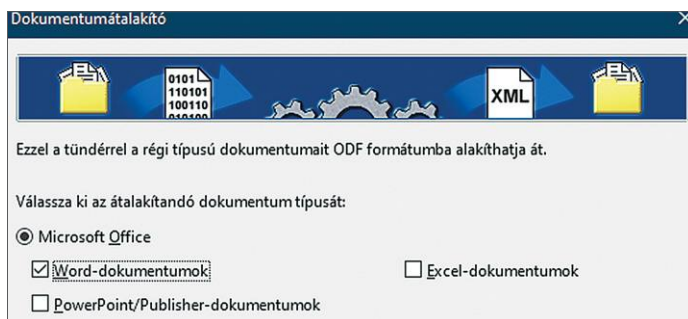 Dokumentumátalakító
0101
110101
100110
010100
XML
Ezzel a tündérrel a régi típusú dokumentumait ODF formátumba alakíthatja át.
Válassza ki az átalakítandó dokumentum típusát:
Microsoft Office
Word-dokumentumok
Excel-dokumentumok
PowerPoint/Publisher-dokumentumok